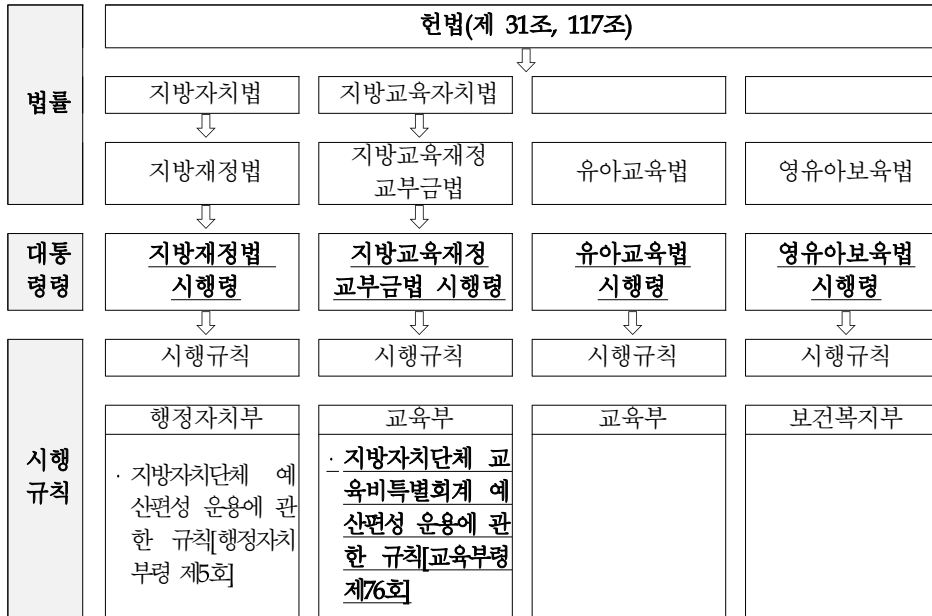 헌법(제 31조, 117조)
법률
지방자치법
지방교육자치법
지방재정법
지방교육재정
교부금법
유아교육법
영유아보육법
대통
령령
지방재정법
시행령
지방교육재정
교부금법 시행령
유아교육법
시행령
영유아보육법
시행령
시행
규칙
시행규칙
시행규칙
시행규칙
시행규칙
행정자치부
교육부
교육부
보건복지부
· 지방자치단체 예
산편성 운용에 관
한 규칙[행정자치
부령 제5호]
· 지방자치단체 교
육비특별회계 예
산편성 운용에 관
한 규칙[교육부령
제76호]